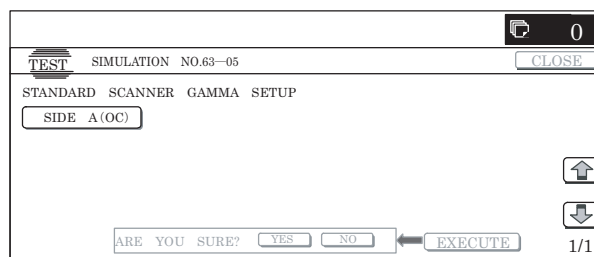 0
TEST SIMULATION NO.63—05 CLOSE
STANDARD SCANNER GAMMA SETUP
SIDE A(OC)
ARE YOU SURE? YES NO EXECUTE
1/1